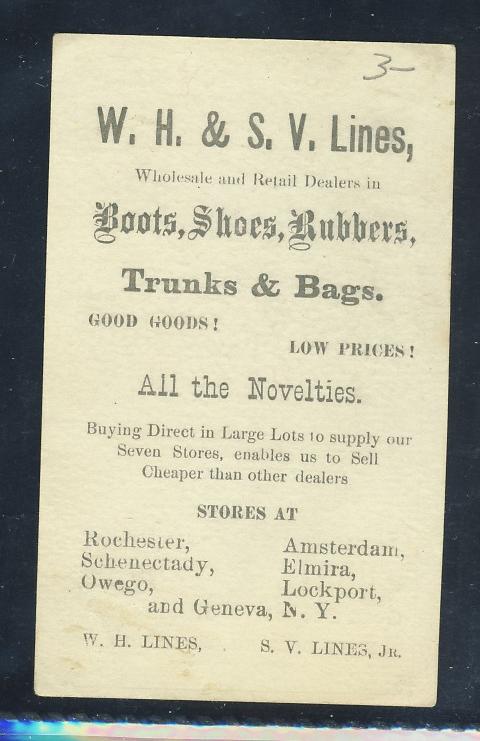 3-
W. H. & S. V. Lines,
Wholesale and Retail Dealers in
Boots, Shoes, Rubbers,
Trunks & Bags.
GOOD GOODS!
LOW PRICES!
All the Novelties.
Buying Direct in Large Lots to supply our
Seven Stores, enables us to Sell
Cheaper than other dealers
STORES AT
Rochester, Amsterdam,
Schenectady, Elmira,
Owego, Lockport,
and Geneva, N. Y.
W. H. LINES, S. V. LINES, JR.